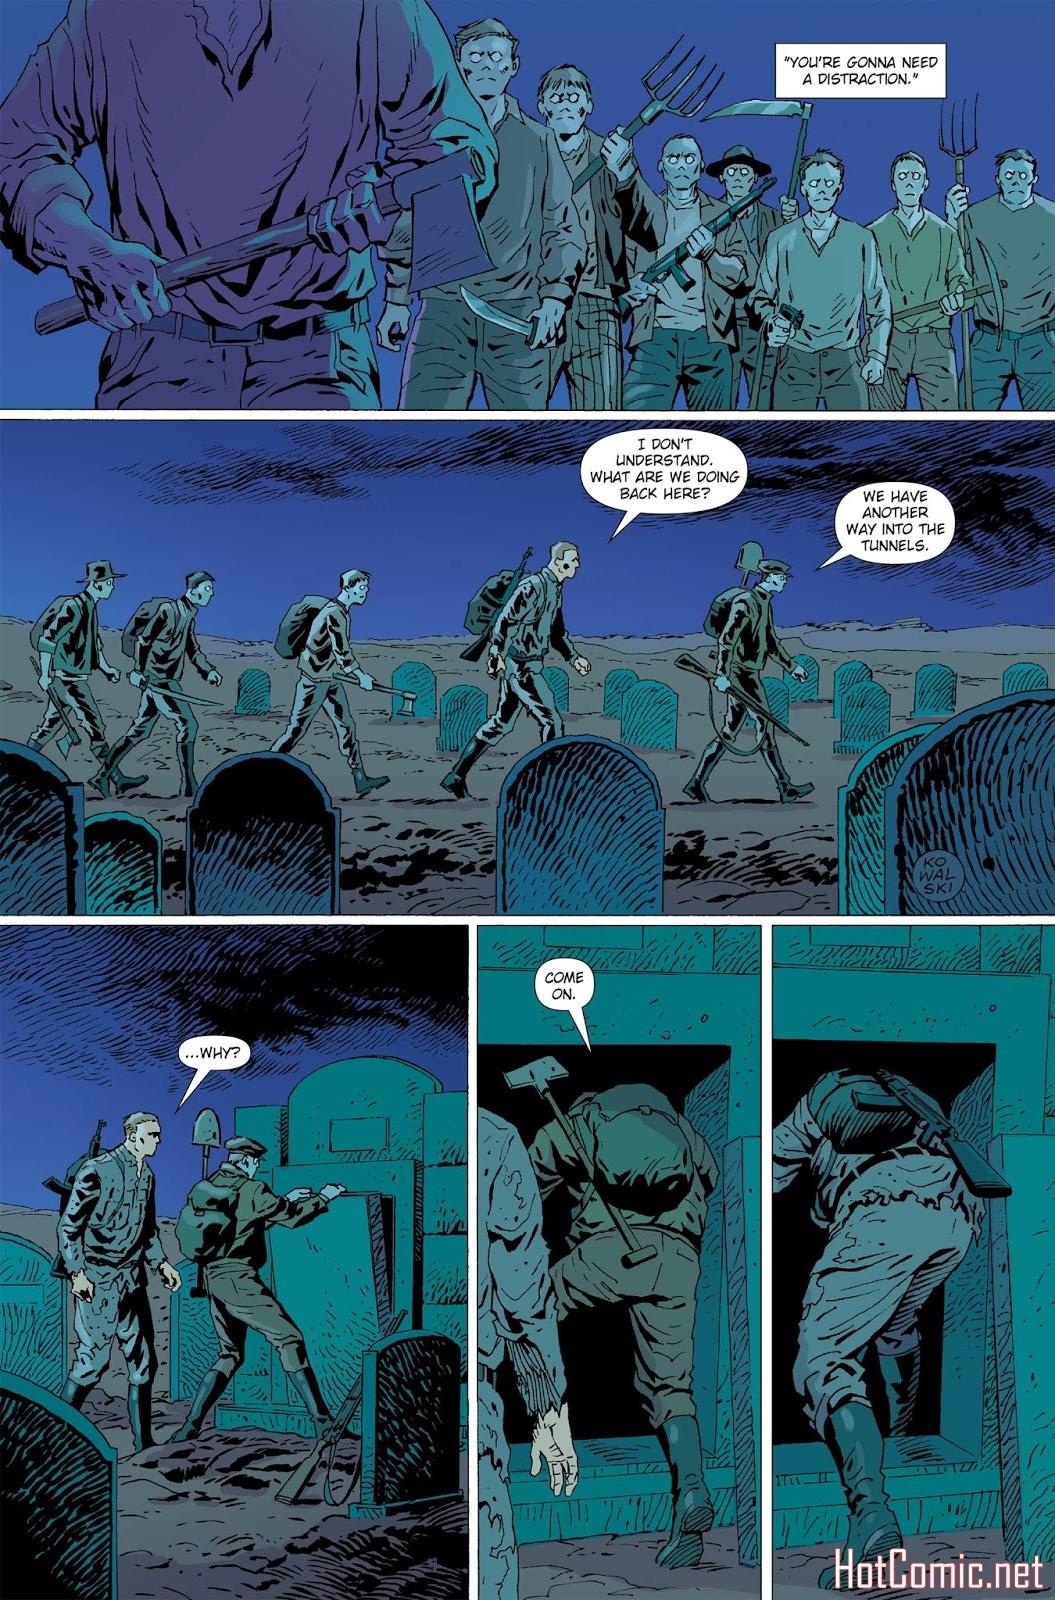 "YOU'RE GONNA NEED
A DISTRACTION."
I DON'T
UNDERSTAND.
WHAT ARE WE DOING
BACK HERE?
WE HAVE
ANOTHER
WAY INTO THE
TUNNELS.
KO
WAL
SKI
...WHY?
COME
ON.
HotComic.net